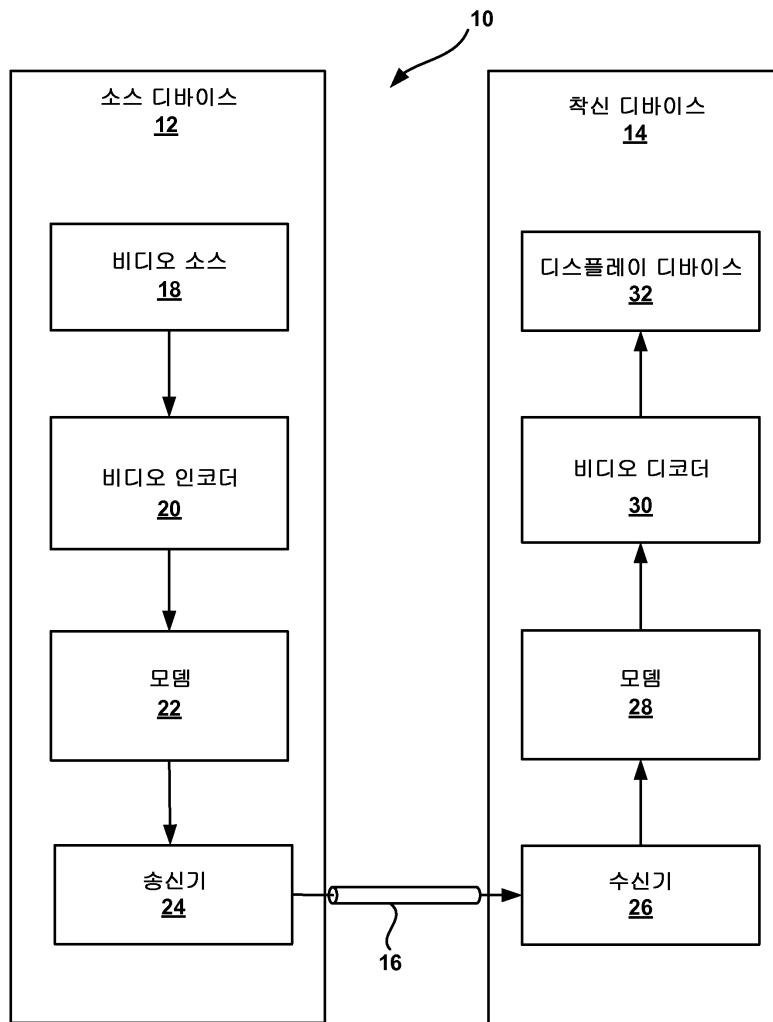 10
소스 디바이스
12
비디오 소스
18
비디오 인코더
20
모뎀
22
송신기
24
16
착신 디바이스
14
디스플레이 디바이스
32
비디오 디코더
30
모뎀
28
수신기
26